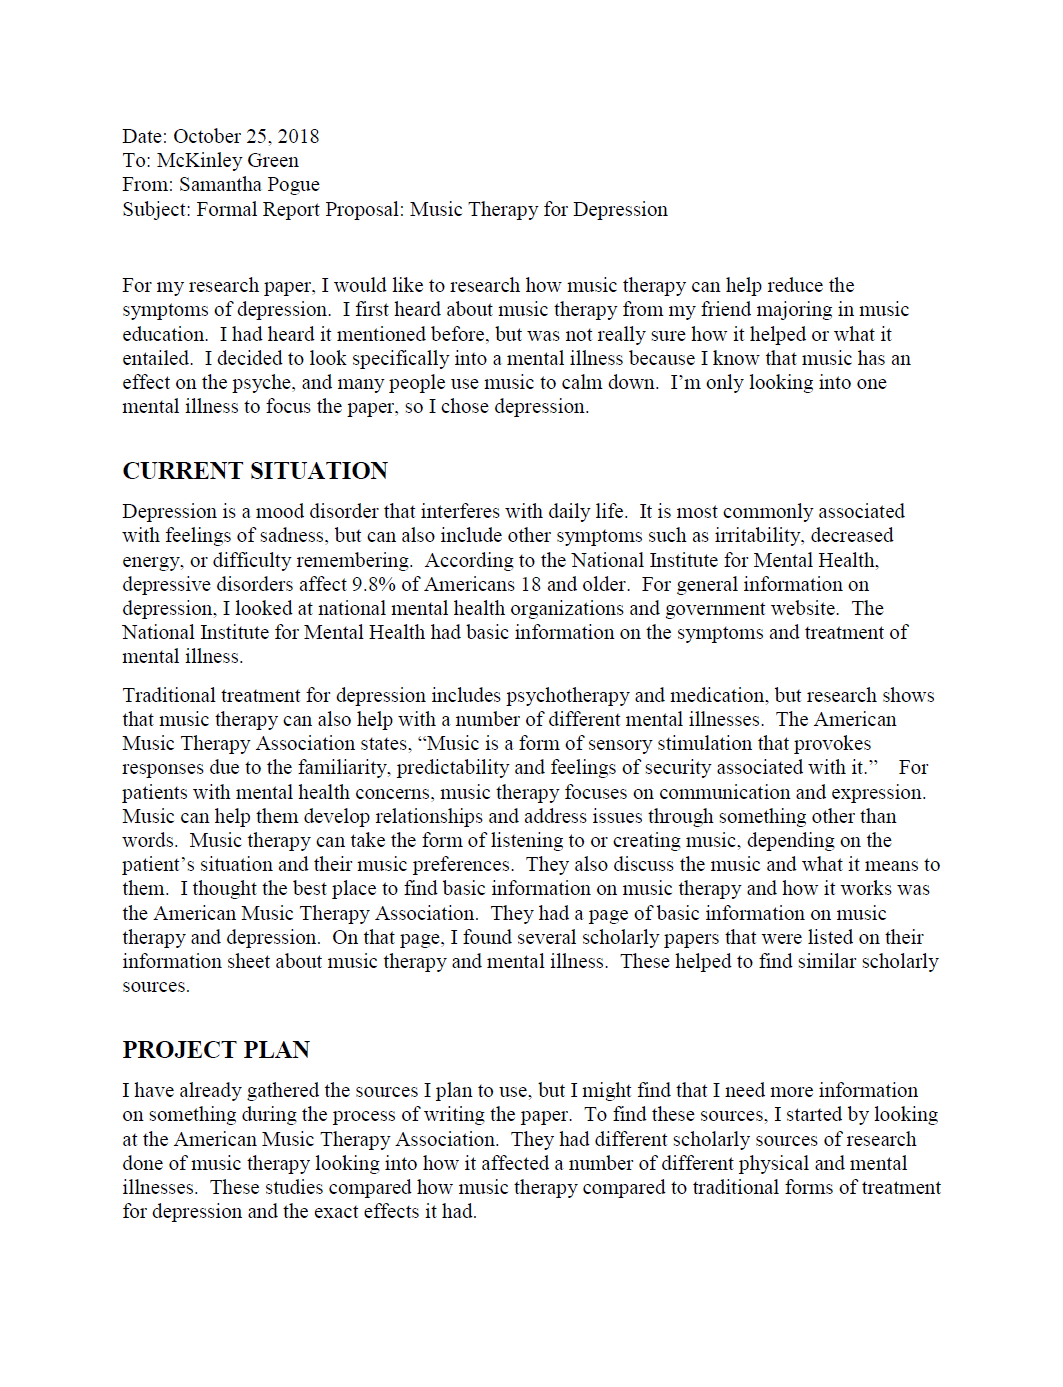 Date: October 25, 2018
To: McKinley Green
From: Samantha Pogue
Subject: Formal Report Proposal: Music Therapy for Depression
For my research paper, I would like to research how music therapy can help reduce the
symptoms of depression.  I first heard about music therapy from my friend majoring in music
education.  I had heard it mentioned before, but was not really sure how it helped or what it
entailed.  I decided to look specifically into a mental illness because I know that music has an
effect on the psyche, and many people use music to calm down.  I’m only looking into one
mental illness to focus the paper, so I chose depression.
CURRENT SITUATION
Depression is a mood disorder that interferes with daily life.  It is most commonly associated
with feelings of sadness, but can also include other symptoms such as irritability, decreased
energy, or difficulty remembering.  According to the National Institute for Mental Health,
depressive disorders affect 9.8% of Americans 18 and older.  For general information on
depression, I looked at national mental health organizations and government website.  The
National Institute for Mental Health had basic information on the symptoms and treatment of
mental illness.
Traditional treatment for depression includes psychotherapy and medication, but research shows
that music therapy can also help with a number of different mental illnesses.  The American
Music Therapy Association states, “Music is a form of sensory stimulation that provokes
responses due to the familiarity, predictability and feelings of security associated with it.”    For
patients with mental health concerns, music therapy focuses on communication and expression.
Music can help them develop relationships and address issues through something other than
words.  Music therapy can take the form of listening to or creating music, depending on the
patient’s situation and their music preferences.  They also discuss the music and what it means to
them.  I thought the best place to find basic information on music therapy and how it works was
the American Music Therapy Association.  They had a page of basic information on music
therapy and depression.  On that page, I found several scholarly papers that were listed on their
information sheet about music therapy and mental illness.  These helped to find similar scholarly
sources.
PROJECT PLAN
I have already gathered the sources I plan to use, but I might find that I need more information
on something during the process of writing the paper.  To find these sources, I started by looking
at the American Music Therapy Association.  They had different scholarly sources of research
done of music therapy looking into how it affected a number of different physical and mental
illnesses.  These studies compared how music therapy compared to traditional forms of treatment
for depression and the exact effects it had.